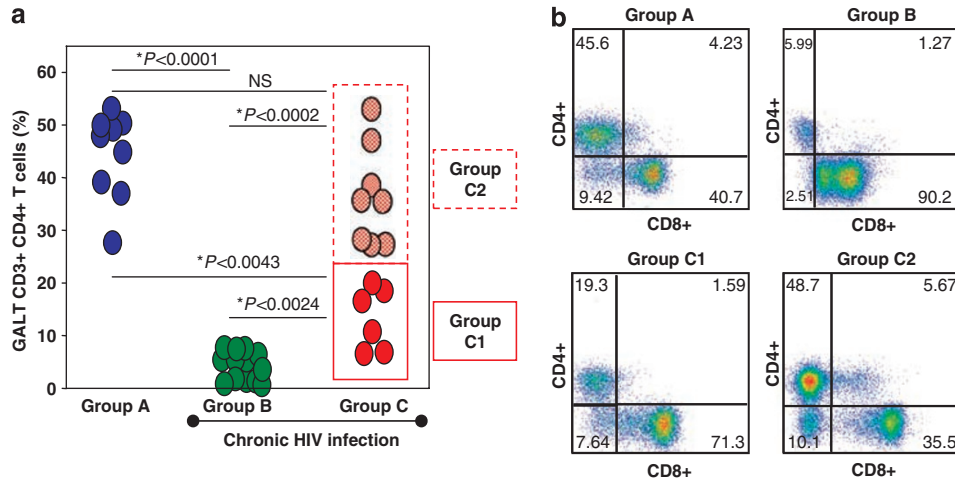 a
GALT CD3+ CD4+ T cells (%)
60
50
40
30
20
10
0
*P<0.0001
NS
*P<0.0002
*P<0.0043
*P<0.0024
Group
C2
Group
C1
Group A
Group B
Group C
Chronic HIV infection
b
Group A
45.6
4.23
9.42
40.7
CD4+
CD8+
Group B
5.99
1.27
2.51
90.2
CD4+
CD8+
Group C1
19.3
1.59
7.64
71.3
CD4+
CD8+
Group C2
48.7
5.67
10.1
35.5
CD4+
CD8+